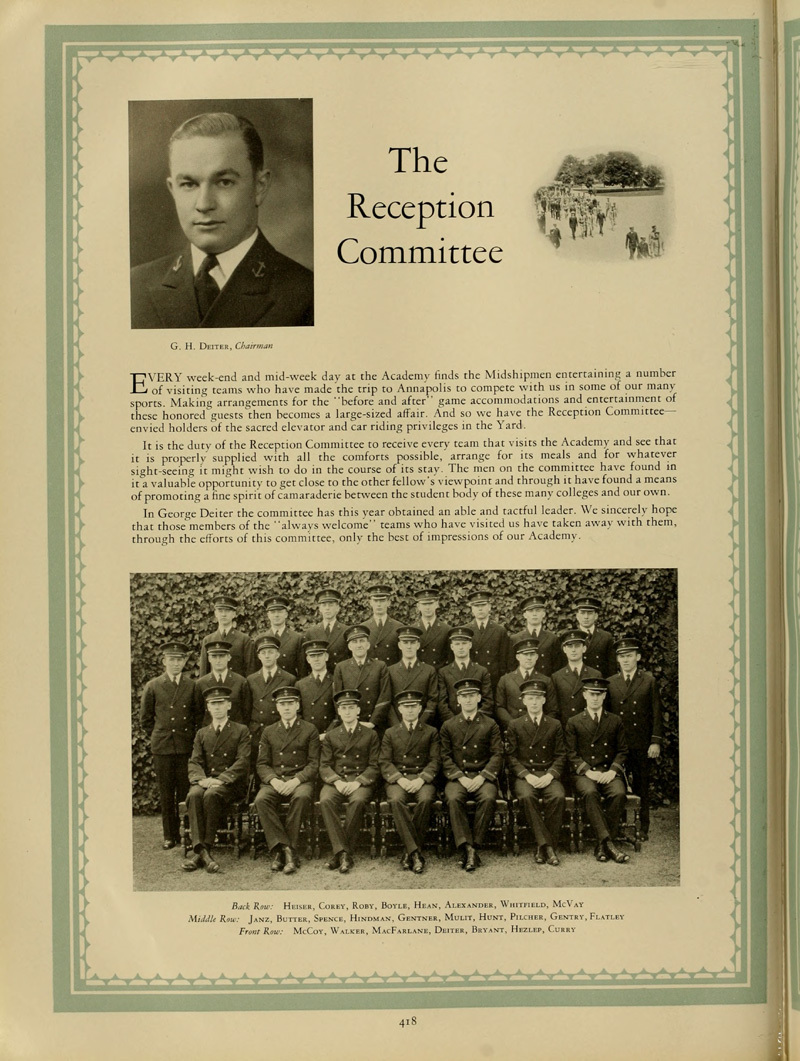 The
Reception
Committee
G. H. Deiter, Chairman
EVERY week-end and mid-week day at the Academy finds the Midshipmen entertaining a number
of visiting teams who have made the trip to Annapolis to compete with us in some of our many
sports. Making arrangements for the "before and after" game accommodations and entertainment of
these honored guests then becomes a large-sized affair. And so we have the Reception Committee—
envied holders of the sacred elevator and car riding privileges in the Yard.
It is the duty of the Reception Committee to receive every team that visits the Academy and see that
it is properly supplied with all the comforts possible, arrange for its meals and for whatever
sight-seeing it might wish to do in the course of its stay. The men on the committee have found in
it a valuable opportunity to get close to the other fellow's viewpoint and through it have found a means
of promoting a fine spirit of camaraderie between the student body of these many colleges and our own.
In George Deiter the committee has this year obtained an able and tactful leader. We sincerely hope
that those members of the "always welcome" teams who have visited us have taken away with them,
through the efforts of this committee, only the best of impressions of our Academy.
Back Row: Heiser, Corey, Roby, Boyle, Hean, Alexander, Whitfield, McVay
Middle Row: Janz, Butter, Spence, Hindman, Gentner, Mulit, Hunt, Pilcher, Gentry, Flatley
Front Row: McCoy, Walker, MacFarlane, Deiter, Bryant, Hezlep, Curry
418